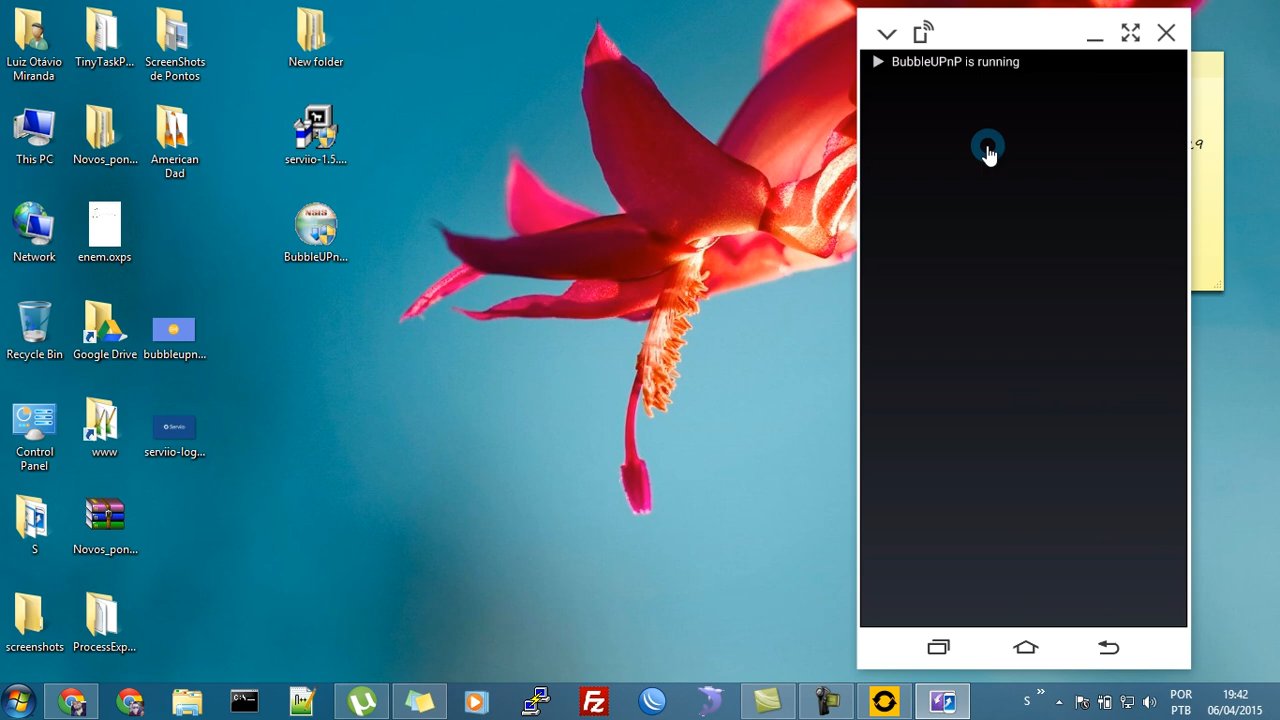 Luiz Otávio
Miranda
TinyTaskP...
ScreenShots
de Pontos
New folder
BubbleUPnP is running
This PC
Novos_pon...
American
Dad
serviio-1.5....
Network
enem.oxps
BubbleUPn...
Recycle Bin
Google Drive
bubbleupn...
Control
Panel
www
Serviio
serviio-log...
S
Novos_pon...
screenshots
ProcessExp...
S
POR
PTB
19:42
06/04/2015